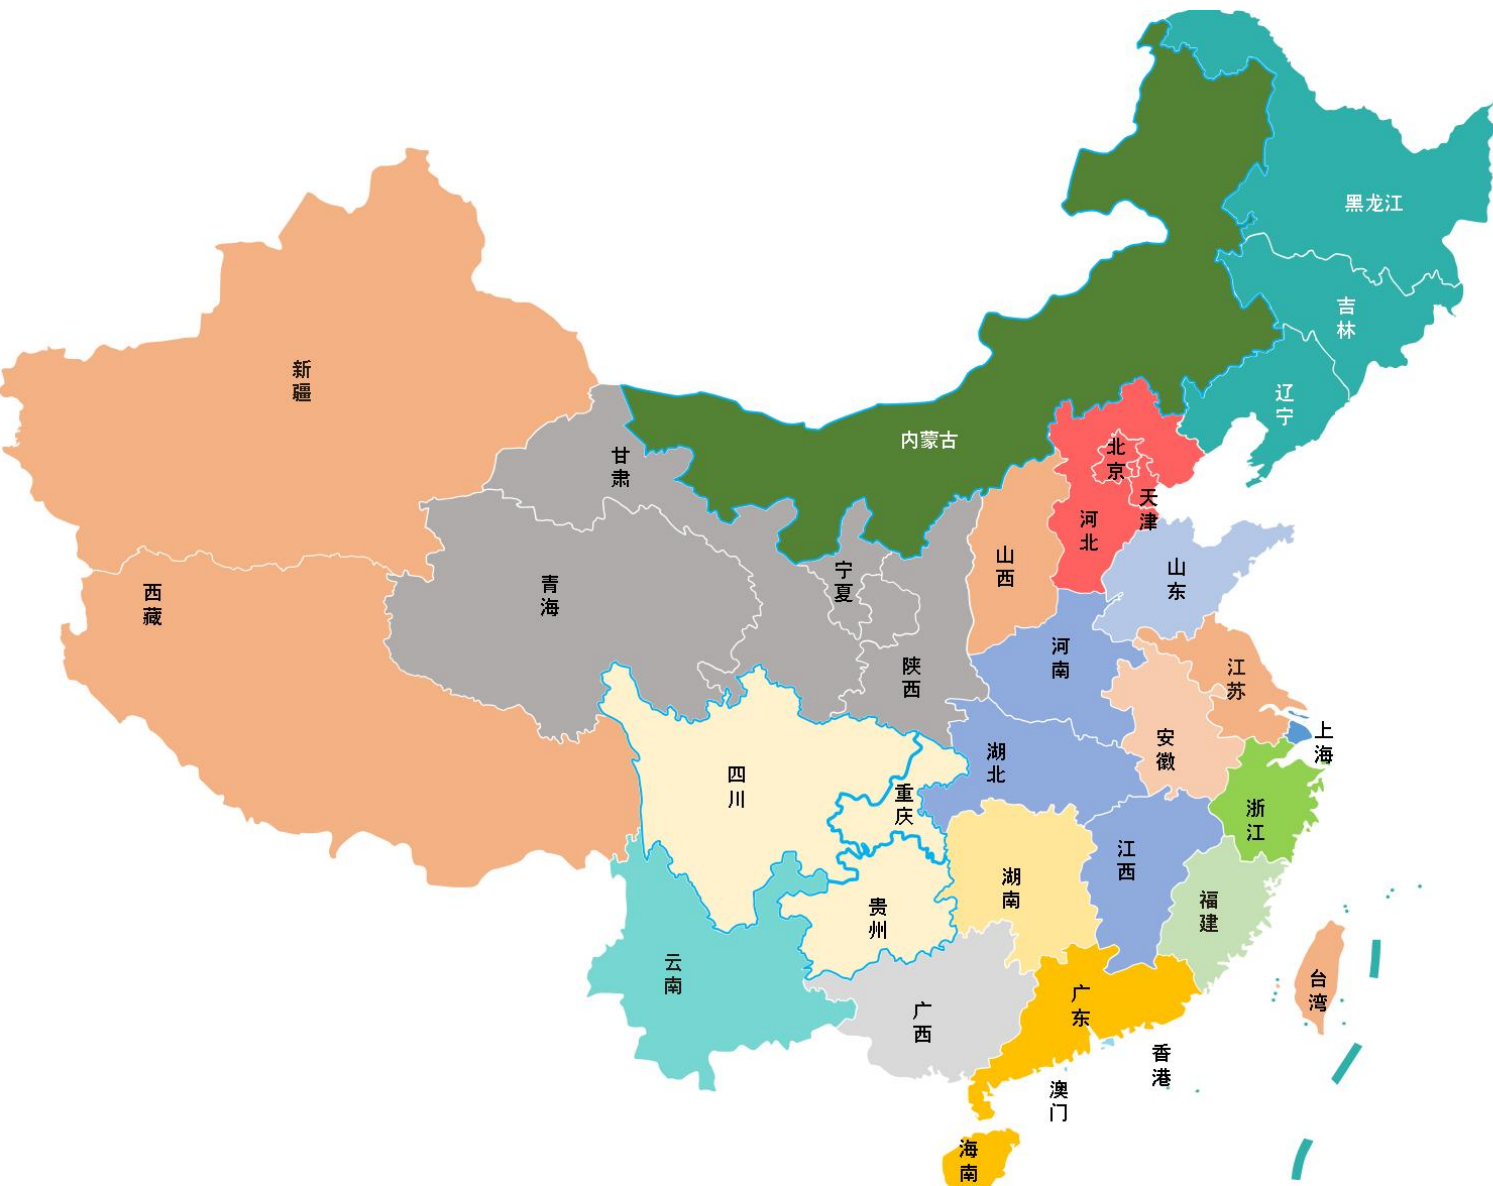 黑龙江
吉林
辽宁
内蒙古
新疆
甘肃
北京
天津
河北
山西
山东
宁夏
青海
西藏
陕西
河南
江苏
安徽
上海
湖北
四川
重庆
浙江
江西
湖南
贵州
福建
云南
广西
广东
台湾
香港
澳门
海南